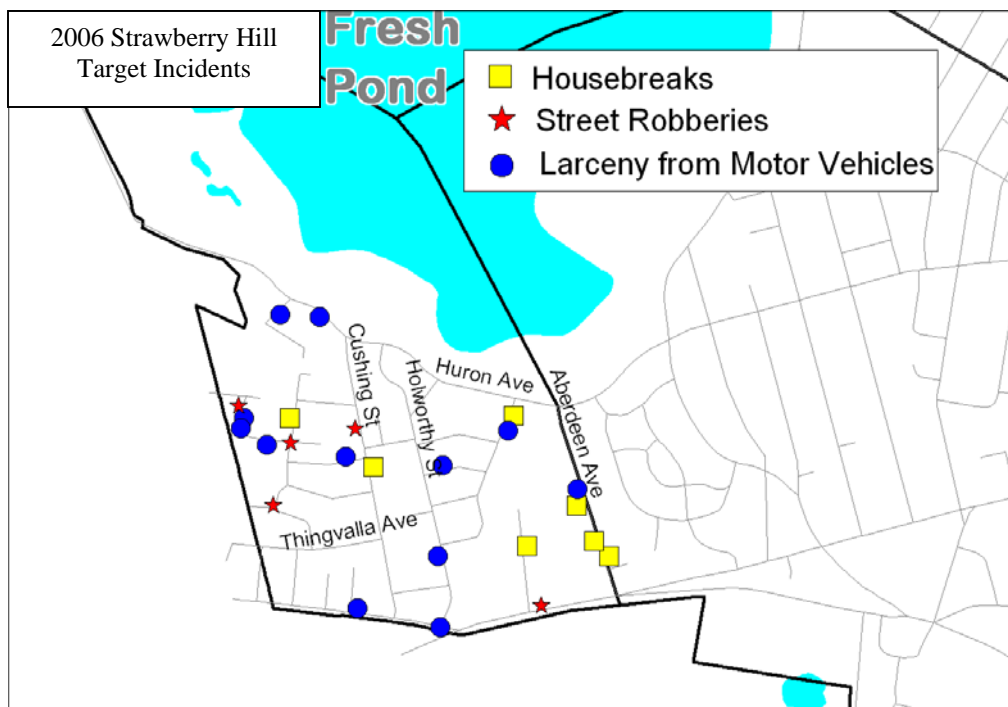 2006 Strawberry Hill
Target Incidents
Fresh
Pond
Housebreaks
Street Robberies
Larceny from Motor Vehicles
Cushing St
Holworthy St
Huron Ave
Aberdeen Ave
Thingvalla Ave